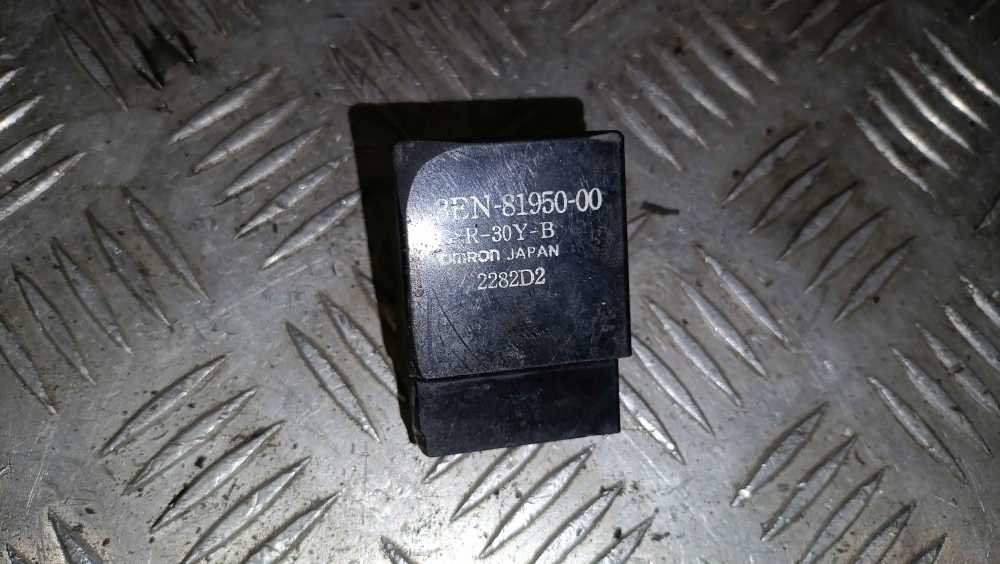 3EN-81950-00
R-30Y-B
omron JAPAN
2282D2